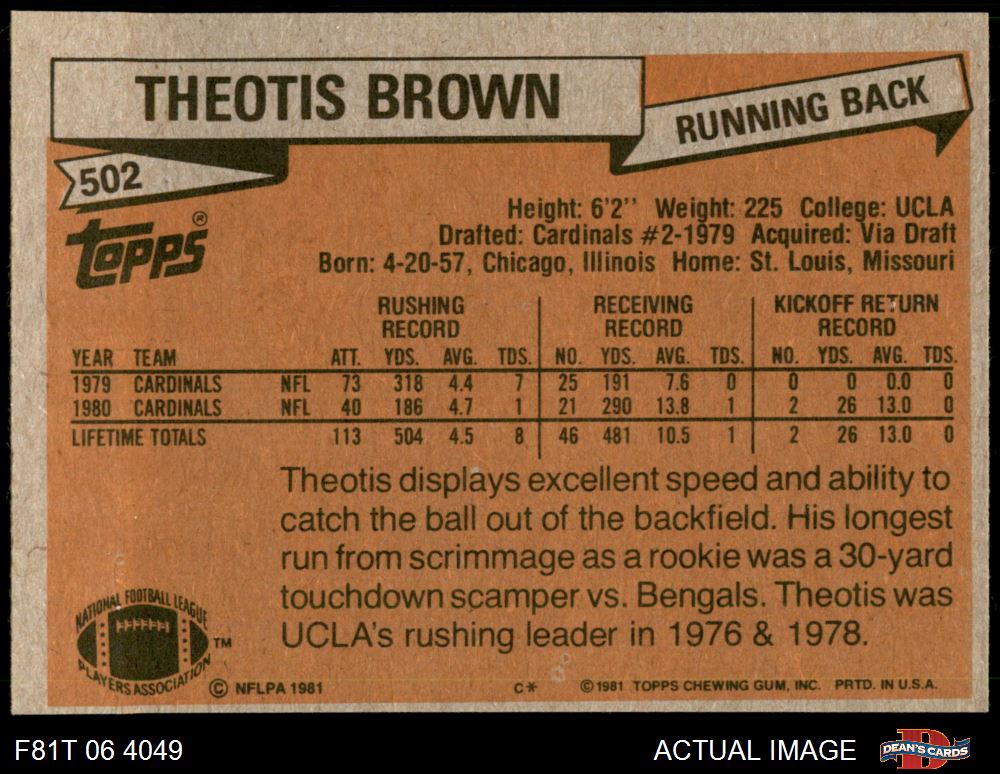 THEOTIS BROWN
RUNNING BACK
502
Topps®
Height: 6'2'' Weight: 225 College: UCLA
Drafted: Cardinals #2-1979 Acquired: Via Draft
Born: 4-20-57, Chicago, Illinois Home: St. Louis, Missouri
RUSHING RECORD RECEIVING RECORD KICKOFF RETURN RECORD
YEAR TEAM ATT. YDS. AVG. TDS. NO. YDS. AVG. TDS. NO. YDS. AVG. TDS.
1979 CARDINALS NFL 73 318 4.4 7 25 191 7.6 0 0 0 0.0 0
1980 CARDINALS NFL 40 186 4.7 1 21 290 13.8 1 2 26 13.0 0
LIFETIME TOTALS 113 504 4.5 8 46 481 10.5 1 2 26 13.0 0
Theotis displays excellent speed and ability to
catch the ball out of the backfield. His longest
run from scrimmage as a rookie was a 30-yard
touchdown scamper vs. Bengals. Theotis was
UCLA's rushing leader in 1976 & 1978.
NATIONAL FOOTBALL LEAGUE
PLAYERS ASSOCIATION
TM
© NFLPA 1981 C* © 1981 TOPPS CHEWING GUM, INC. PRTD. IN U.S.A.
F81T 06 4049 ACTUAL IMAGE DEAN'S CARDS